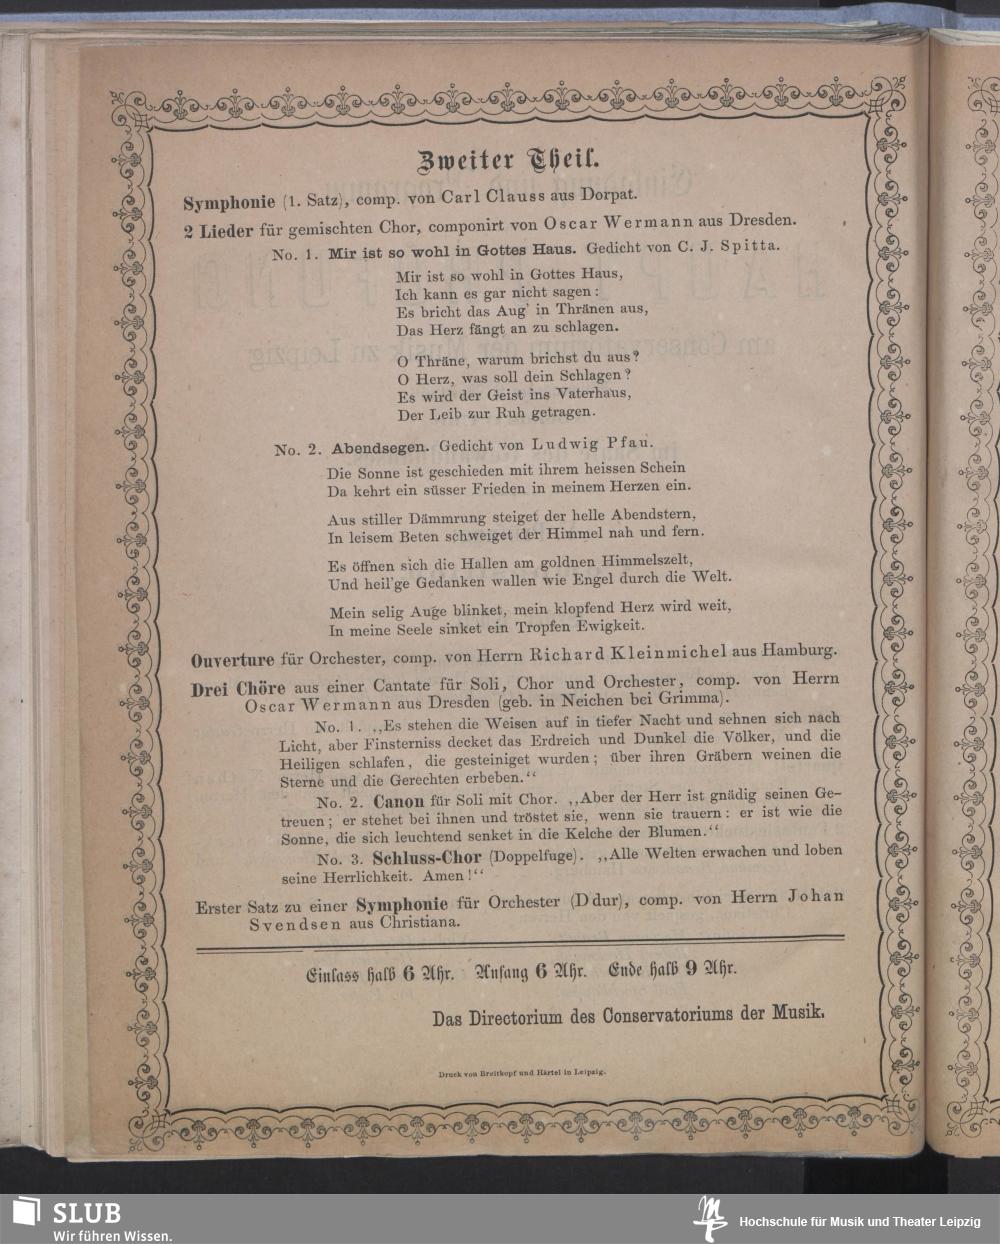 Zweiter Theil.
Symphonie (1. Satz), comp. von Carl Clauss aus Dorpat.
2 Lieder für gemischten Chor, componirt von Oscar Wermann aus Dresden.
No. 1. Mir ist so wohl in Gottes Haus. Gedicht von C. J. Spitta.
Mir ist so wohl in Gottes Haus,
Ich kann es gar nicht sagen:
Es bricht das Aug' in Thränen aus,
Das Herz fängt an zu schlagen.
O Thräne, warum brichst du aus?
O Herz, was soll dein Schlagen?
Es wird der Geist ins Vaterhaus,
Der Leib zur Ruh getragen.
No. 2. Abendsegen. Gedicht von Ludwig Pfau.
Die Sonne ist geschieden mit ihrem heissen Schein
Da kehrt ein süsser Frieden in meinem Herzen ein.
Aus stiller Dämmrung steiget der helle Abendstern,
In leisem Beten schweiget der Himmel nah und fern.
Es öffnen sich die Hallen am goldnen Himmelszelt,
Und heil'ge Gedanken wallen wie Engel durch die Welt.
Mein selig Auge blinket, mein klopfend Herz wird weit,
In meine Seele sinket ein Tropfen Ewigkeit.
Ouverture für Orchester, comp. von Herrn Richard Kleinmichel aus Hamburg.
Drei Chöre aus einer Cantate für Soli, Chor und Orchester, comp. von Herrn
Oscar Wermann aus Dresden (geb. in Neichen bei Grimma).
No. 1. ,,Es stehen die Weisen auf in tiefer Nacht und sehnen sich nach
Licht, aber Finsterniss decket das Erdreich und Dunkel die Völker, und die
Heiligen schlafen, die gesteiniget wurden; über ihren Gräbern weinen die
Sterne und die Gerechten erbeben.“
No. 2. Canon für Soli mit Chor. ,,Aber der Herr ist gnädig seinen Ge-
treuen; er stehet bei ihnen und tröstet sie, wenn sie trauern: er ist wie die
Sonne, die sich leuchtend senket in die Kelche der Blumen.“
No. 3. Schluss-Chor (Doppelfuge). ,,Alle Welten erwachen und loben
seine Herrlichkeit. Amen!“
Erster Satz zu einer Symphonie für Orchester (D dur), comp. von Herrn Johan
Svendsen aus Christiana.
Einlass halb 6 Uhr. Anfang 6 Uhr. Ende halb 9 Uhr.
Das Directorium des Conservatoriums der Musik.
Druck von Breitkopf und Härtel in Leipzig.
SLUB
Wir führen Wissen.
Hochschule für Musik und Theater Leipzig